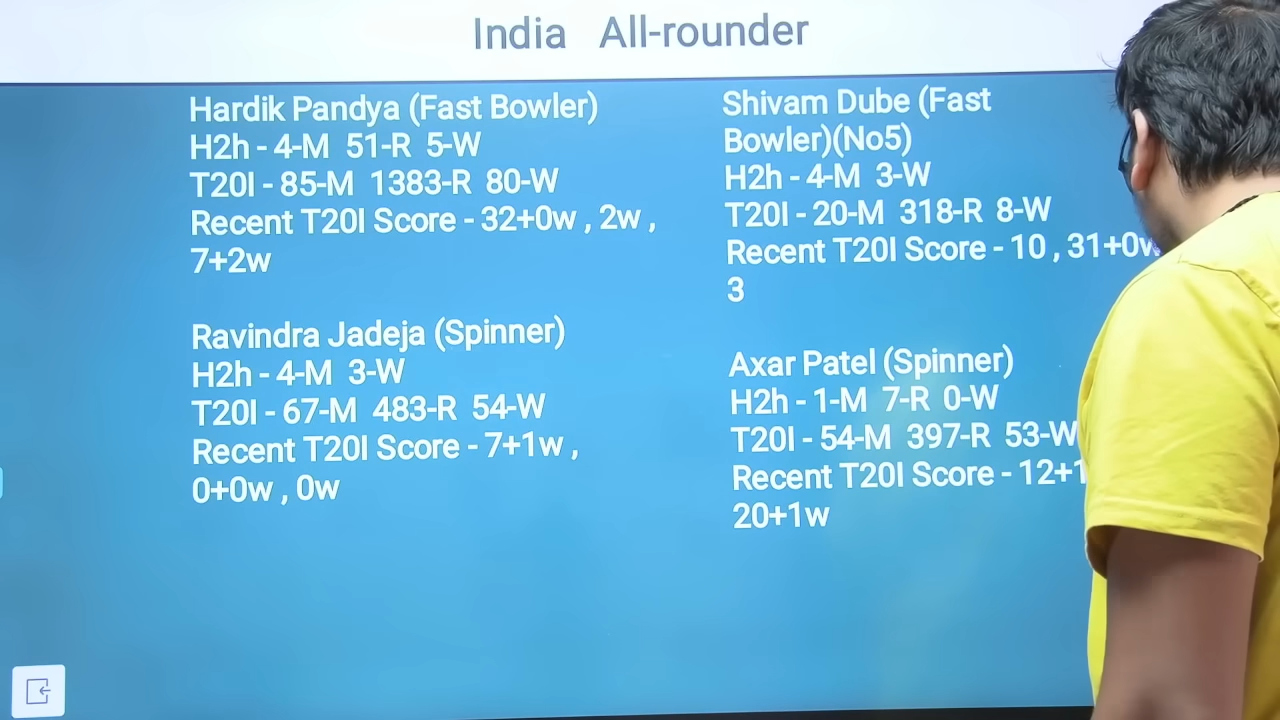 India All-rounder
Hardik Pandya (Fast Bowler)
H2h - 4-M 51-R 5-W
T20I - 85-M 1383-R 80-W
Recent T20I Score - 32+0w , 2w ,
7+2w
Ravindra Jadeja (Spinner)
H2h - 4-M 3-W
T20I - 67-M 483-R 54-W
Recent T20I Score - 7+1w ,
0+0w , 0w
Shivam Dube (Fast
Bowler)(No5)
H2h - 4-M 3-W
T20I - 20-M 318-R 8-W
Recent T20I Score - 10 , 31+0w
3
Axar Patel (Spinner)
H2h - 1-M 7-R 0-W
T20I - 54-M 397-R 53-W
Recent T20I Score -
20+1w